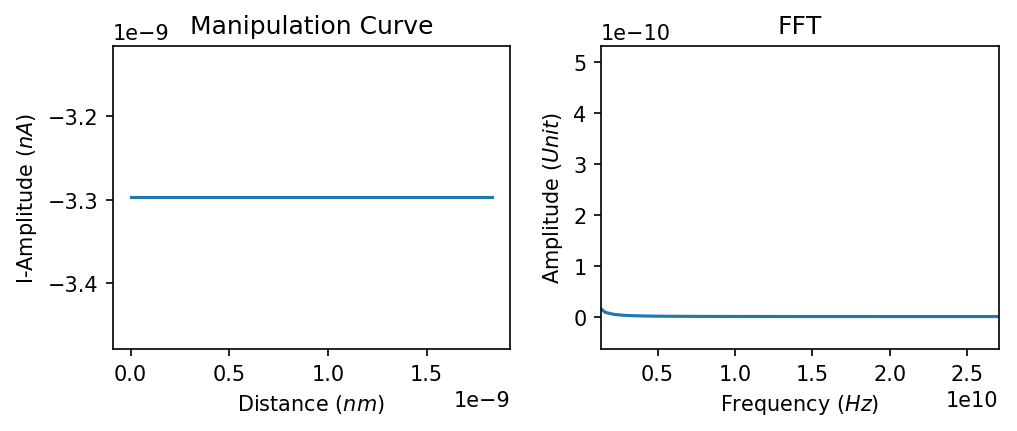 Manipulation Curve
1e−9
−3.2
−3.3
−3.4
I-Amplitude (nA)
0.0 0.5 1.0 1.5
1e−9
Distance (nm)
FFT
1e−10
5
4
3
2
1
0
Amplitude (Unit)
0.5 1.0 1.5 2.0 2.5
1e10
Frequency (Hz)